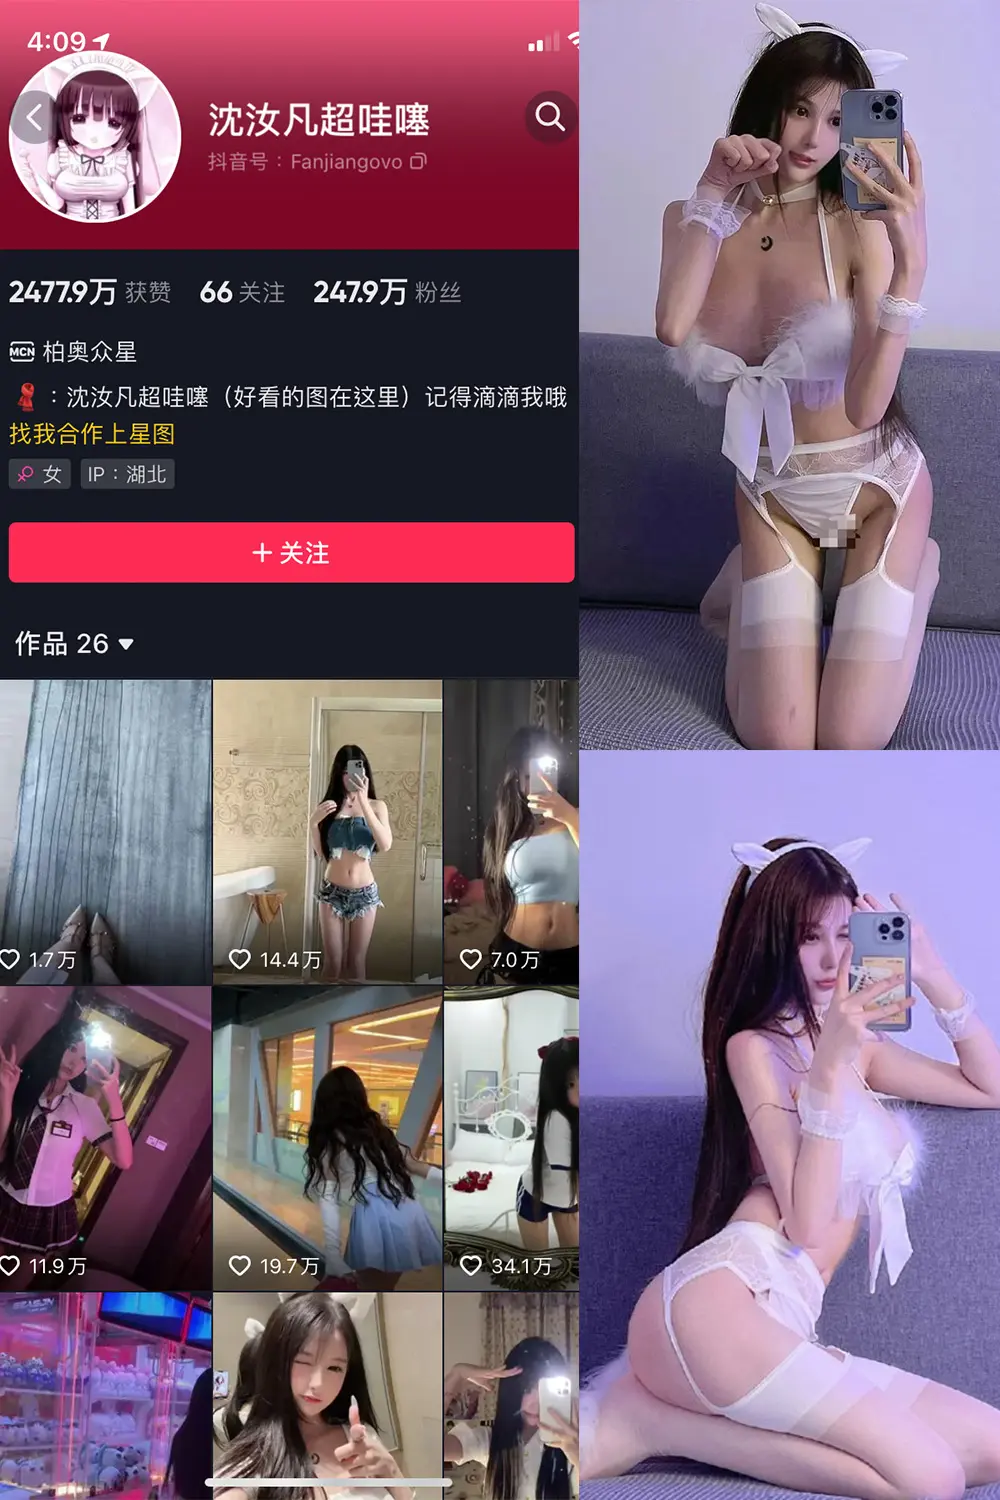 4:09
沈汝凡超哇噻
抖音号：Fanjiangovo
2477.9万 获赞 66 关注 247.9万 粉丝
MCN 柏奥众星
：沈汝凡超哇噻（好看的图在这里）记得滴滴我哦
找我合作上星图
女 IP：湖北
+ 关注
作品 26
1.7万 14.4万 7.0万
11.9万 19.7万 34.1万